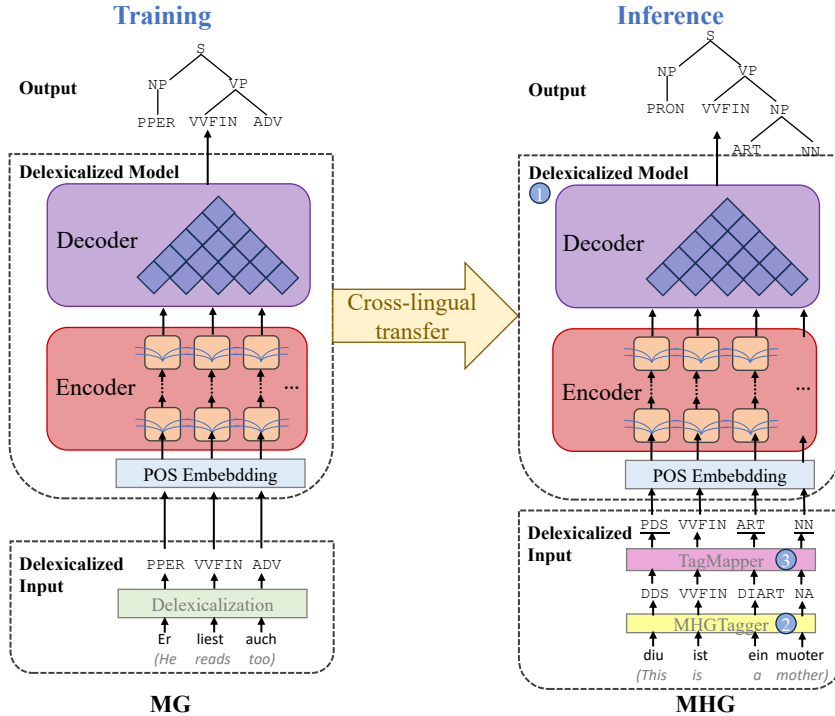 Training
Output
S
NP VP
PPER VVFIN ADV
Delexicalized Model
Decoder
Encoder
...
POS Embebdding
Delexicalized
Input
PPER VVFIN ADV
Delexicalization
Er liest auch
(He reads too)
MG
Cross-lingual
transfer
Inference
Output
S
NP VP
PRON VVFIN NP
ART NN
Delexicalized Model
1
Decoder
Encoder
...
POS Embebdding
Delexicalized
Input
PDS VVFIN ART NN
TagMapper 3
DDS VVFIN DIART NA
MHGTagger 2
diu ist ein muoter
(This is a mother)
MHG